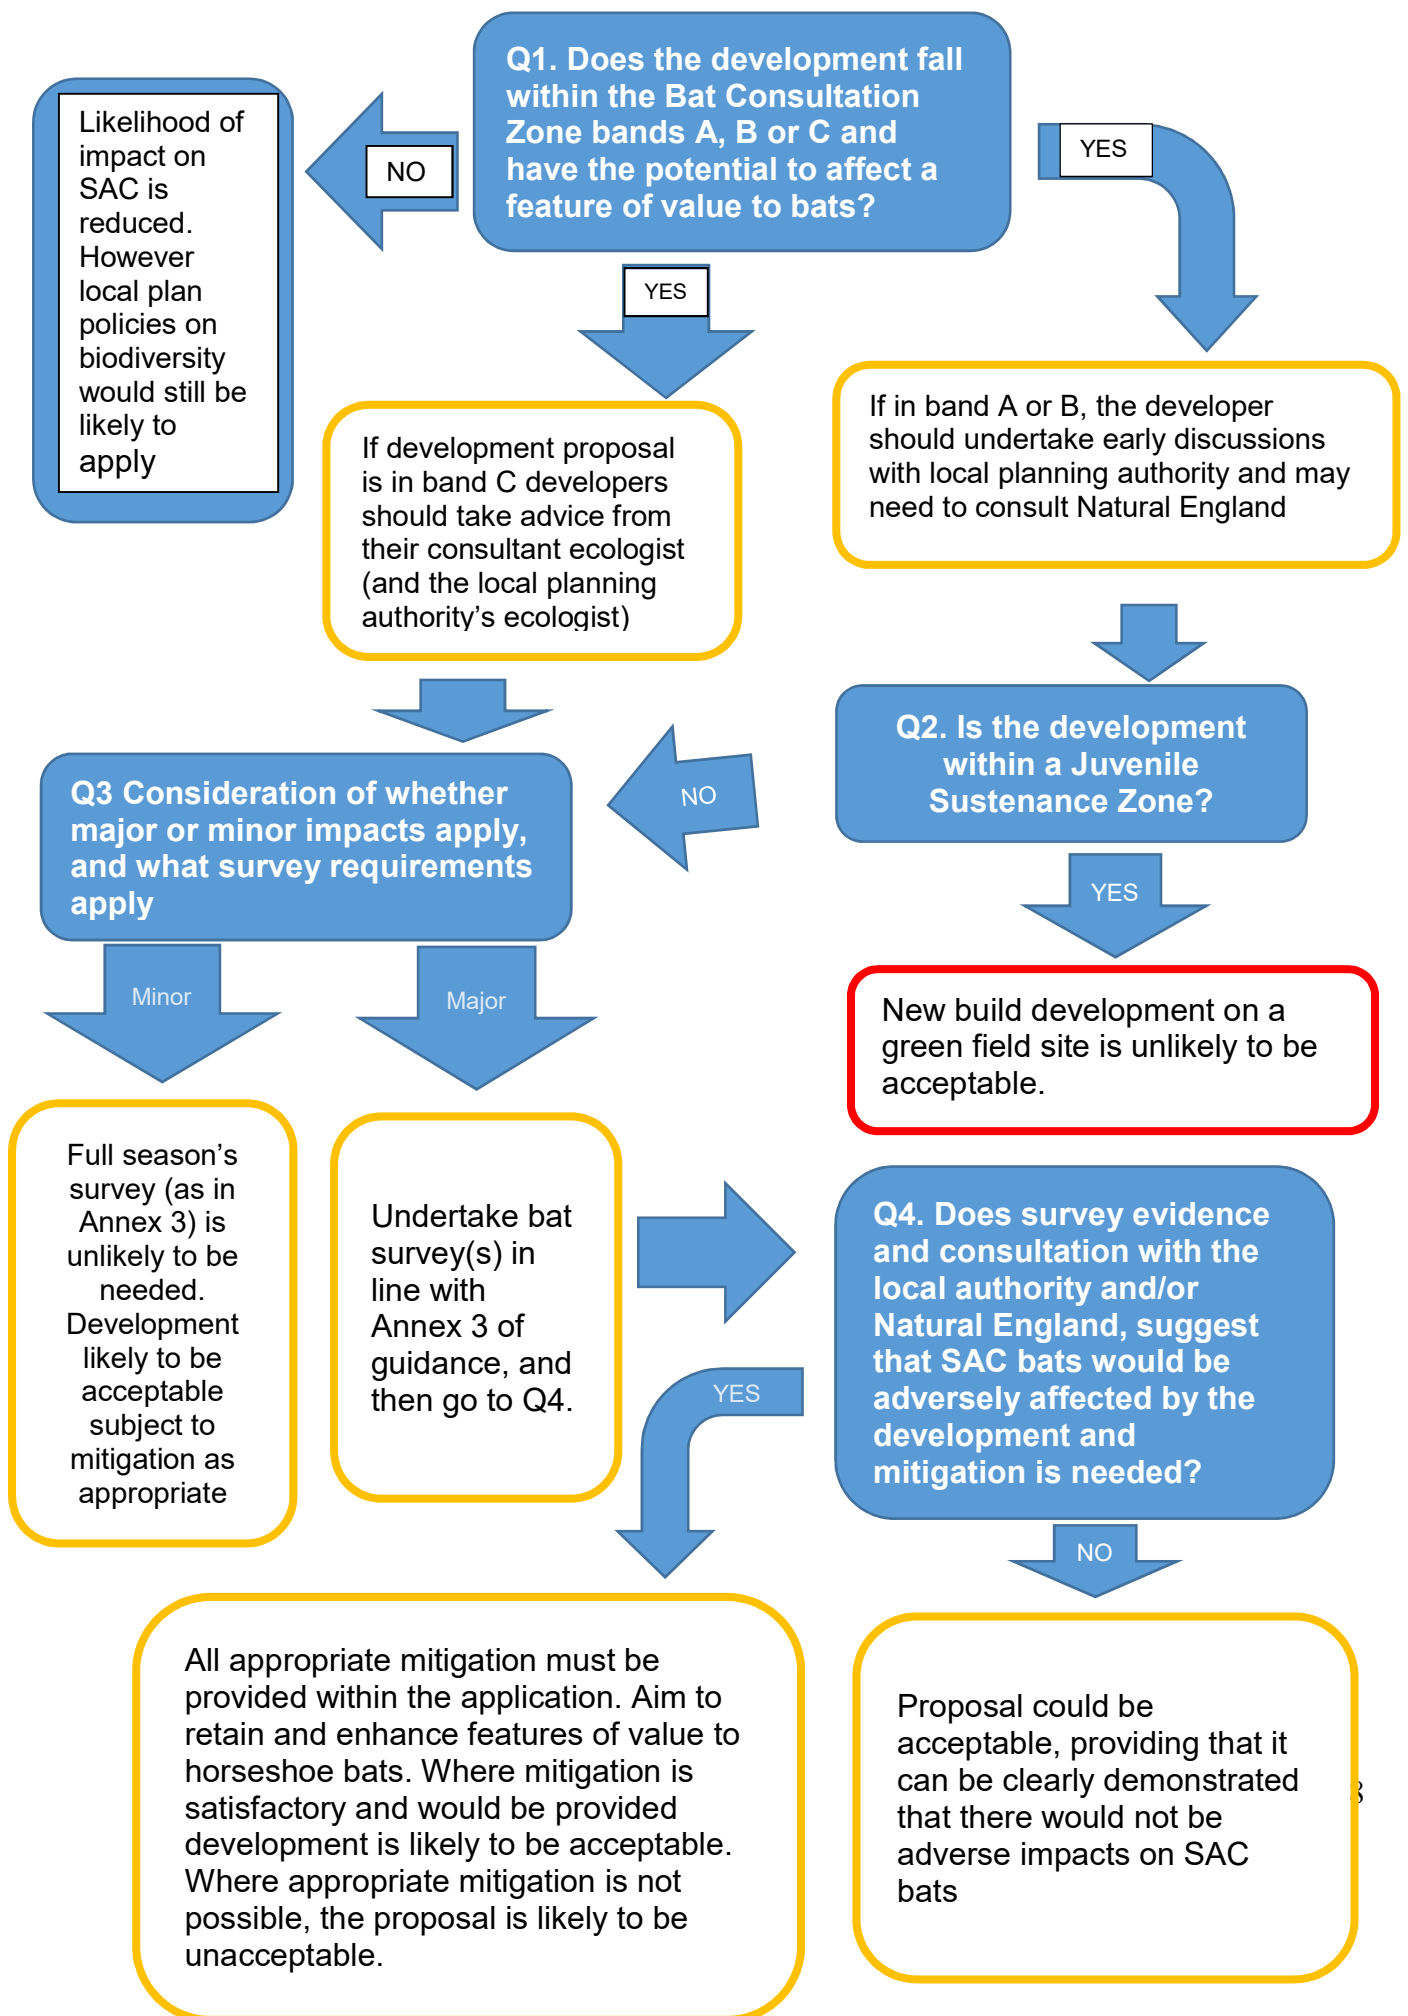 Q1. Does the development fall
within the Bat Consultation
Zone bands A, B or C and
have the potential to affect a
feature of value to bats?
NO
Likelihood of
impact on
SAC is
reduced.
However
local plan
policies on
biodiversity
would still be
likely to
apply
YES
YES
If development proposal
is in band C developers
should take advice from
their consultant ecologist
(and the local planning
authority’s ecologist)
If in band A or B, the developer
should undertake early discussions
with local planning authority and may
need to consult Natural England
Q2. Is the development
within a Juvenile
Sustenance Zone?
NO
YES
Q3 Consideration of whether
major or minor impacts apply,
and what survey requirements
apply
Minor
Major
New build development on a
green field site is unlikely to be
acceptable.
Full season’s
survey (as in
Annex 3) is
unlikely to be
needed.
Development
likely to be
acceptable
subject to
mitigation as
appropriate
Undertake bat
survey(s) in
line with
Annex 3 of
guidance, and
then go to Q4.
Q4. Does survey evidence
and consultation with the
local authority and/or
Natural England, suggest
that SAC bats would be
adversely affected by the
development and
mitigation is needed?
YES
NO
All appropriate mitigation must be
provided within the application. Aim to
retain and enhance features of value to
horseshoe bats. Where mitigation is
satisfactory and would be provided
development is likely to be acceptable.
Where appropriate mitigation is not
possible, the proposal is likely to be
unacceptable.
Proposal could be
acceptable, providing that it
can be clearly demonstrated
that there would not be
adverse impacts on SAC
bats